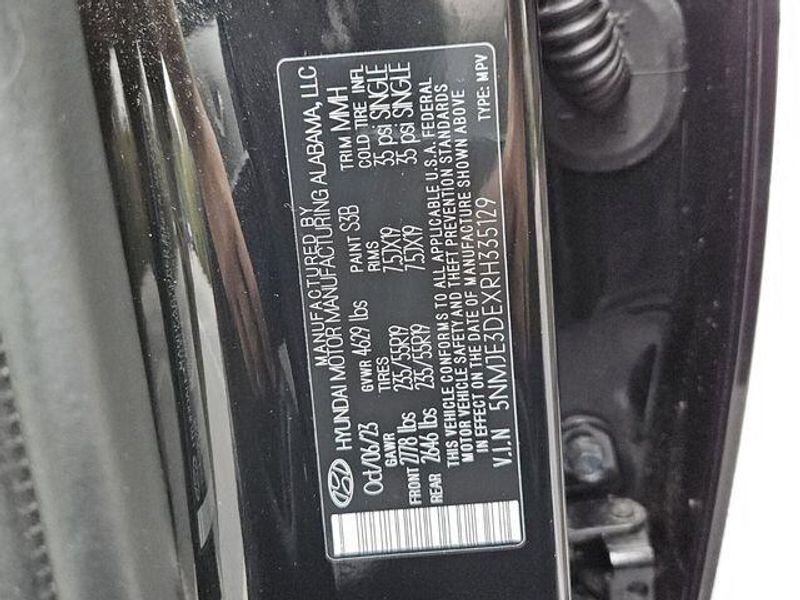 MANUFACTURED BY
HYUNDAI MOTOR MANUFACTURING ALABAMA, LLC
Oct/06/23 GVWR 4629 lbs PAINT S3B TRIM MMH
GAWR TIRES RIMS COLD TIRE INFL
FRONT 2778 lbs 235/55R19 7.5JX19 35 psi SINGLE
REAR 2646 lbs 235/55R19 7.5JX19 35 psi SINGLE
THIS VEHICLE CONFORMS TO ALL APPLICABLE U.S.A. FEDERAL
MOTOR VEHICLE SAFETY AND THEFT PREVENTION STANDARDS
IN EFFECT ON THE DATE OF MANUFACTURE SHOWN ABOVE
V.I.N 5NMJE3DEXRH335129 TYPE: MPV